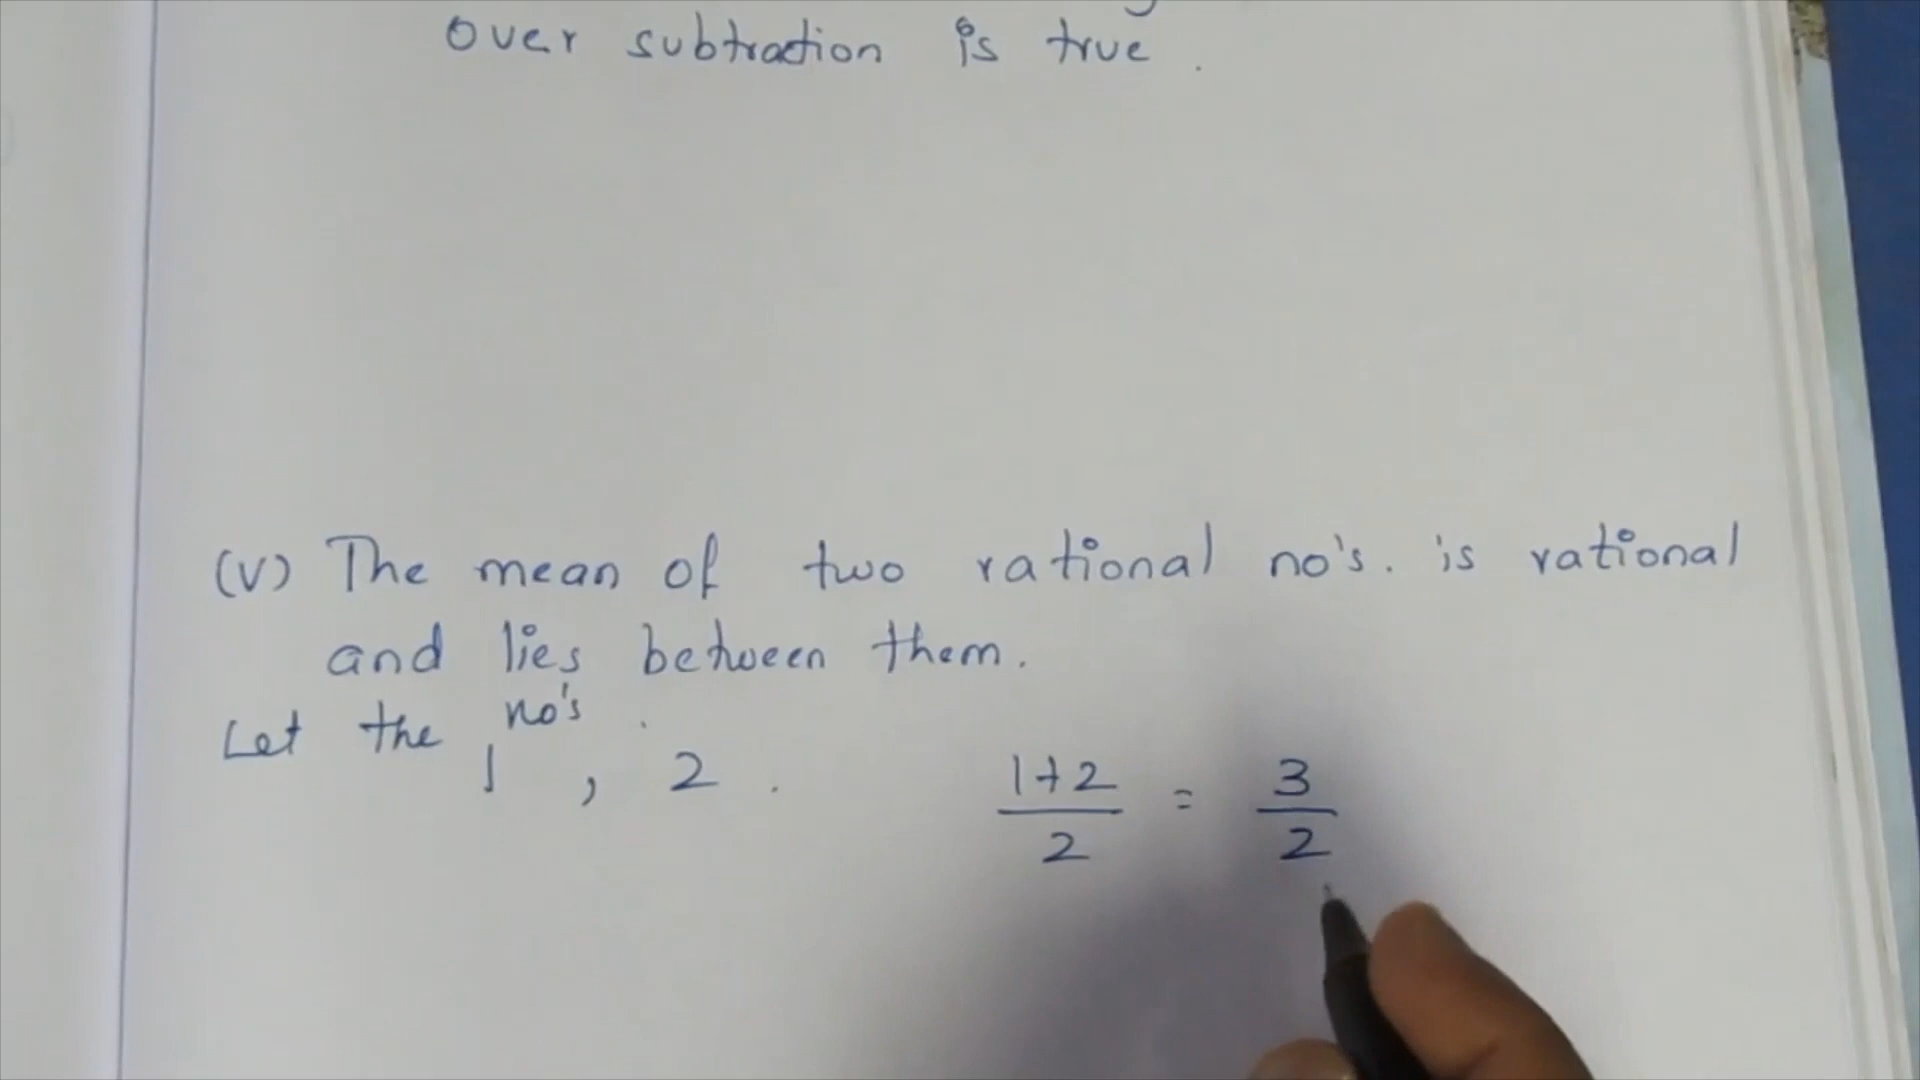 over subtraction is true.
(V) The mean of two rational no's. is rational
and lies between them.
Let the no's.
1 , 2 . 1+2/2 = 3/2